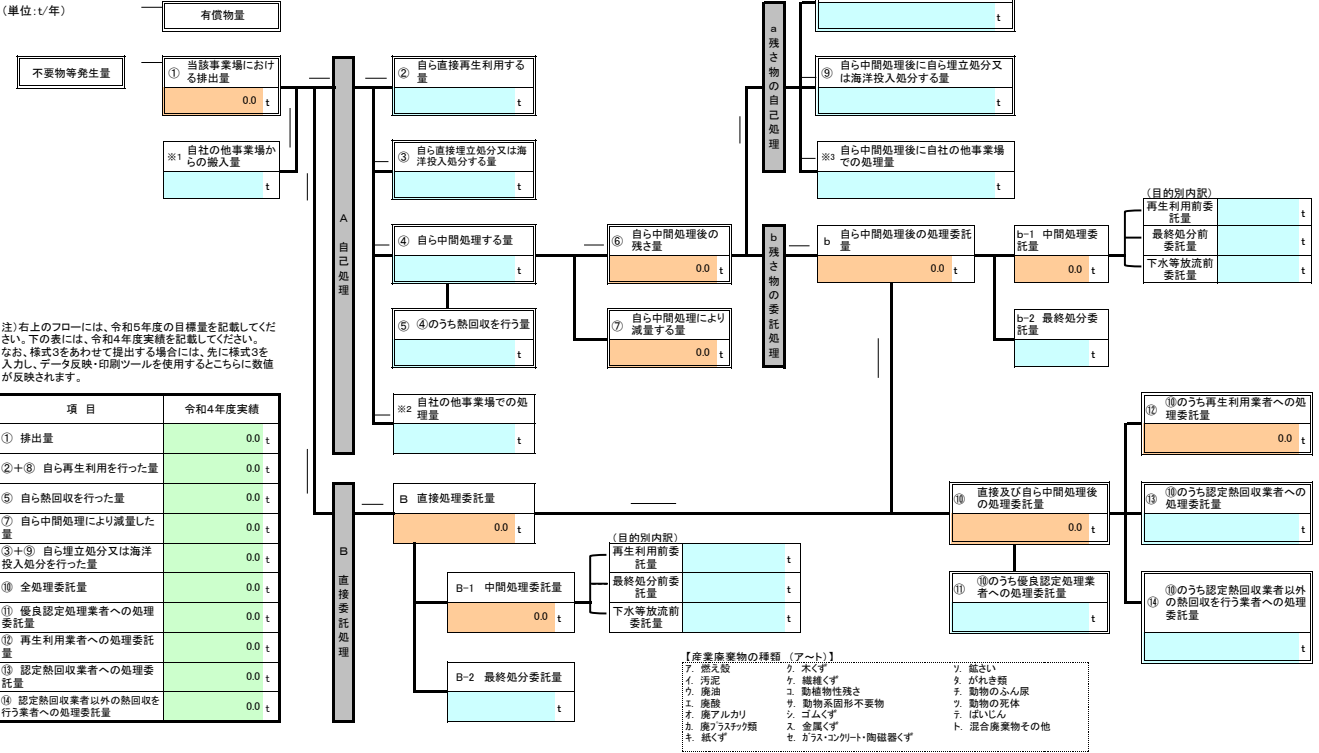 (単位:t/年)
有償物量
t
不要物等発生量
① 当該事業場におけ
る排出量
0.0 t
※1 自社の他事業場か
らの搬入量
t
A 自己処理
② 自ら直接再生利用する
量
t
③ 自ら直接埋立処分又は海
洋投入処分する量
t
④ 自ら中間処理する量
t
⑤ ④のうち熱回収を行う量
t
※2 自社の他事業場での処
理量
t
⑥ 自ら中間処理後の
残さ量
0.0 t
⑦ 自ら中間処理により
減量する量
0.0 t
a 残さ物の自己処理
⑨ 自ら中間処理後に自ら埋立処分又
は海洋投入処分する量
t
※3 自ら中間処理後に自社の他事業場
での処理量
t
b 残さ物の委託処理
b 自ら中間処理後の処理委託
量
0.0 t
b-1 中間処理委
託量
0.0 t
b-2 最終処分委
託量
t
(目的別内訳)
再生利用前委
託量
t
最終処分前
委託量
t
下水等放流前
委託量
t
注)右上のフローには、令和5年度の目標量を記載してくだ
さい。下の表には、令和4年度実績を記載してください。
なお、様式3をあわせて提出する場合には、先に様式3を
入力し、データ反映・印刷ツールを使用するとこちらに数値
が反映されます。
項 目 令和4年度実績
① 排出量 0.0 t
②+⑧ 自ら再生利用を行った量 0.0 t
⑤ 自ら熱回収を行った量 0.0 t
⑦ 自ら中間処理により減量した
量 0.0 t
③+⑨ 自ら埋立処分又は海洋
投入処分を行った量 0.0 t
⑩ 全処理委託量 0.0 t
⑪ 優良認定処理業者への処理
委託量 0.0 t
⑫ 再生利用業者への処理委託
量 0.0 t
⑬ 認定熱回収業者への処理委
託量 0.0 t
⑭ 認定熱回収業者以外の熱回収を
行う業者への処理委託量 0.0 t
B 直接委託処理
B 直接処理委託量
0.0 t
B-1 中間処理委託量
0.0 t
B-2 最終処分委託量
t
(目的別内訳)
再生利用前委
託量
t
最終処分前委
託量
t
下水等放流前
委託量
t
⑩ 直接及び自ら中間処理後
の処理委託量
0.0 t
⑪ ⑩のうち優良認定処理業
者への処理委託量
t
⑫ ⑩のうち再生利用業者への処
理委託量
0.0 t
⑬ ⑩のうち認定熱回収業者への
処理委託量
t
⑭ ⑩のうち認定熱回収業者以外
の熱回収を行う業者への処理
委託量
t
【産業廃棄物の種類 (ア~ト)】
ア. 燃え殻
イ. 汚泥
ウ. 廃油
エ. 廃酸
オ. 廃アルカリ
カ. 廃プラスチック類
キ. 紙くず
ク. 木くず
ケ. 繊維くず
コ. 動植物性残さ
サ. 動物系固形不要物
シ. ゴムくず
ス. 金属くず
セ. ガラス・コンクリート・陶磁器くず
ソ. 鉱さい
タ. がれき類
チ. 動物のふん尿
ツ. 動物の死体
テ. ばいじん
ト. 混合廃棄物その他